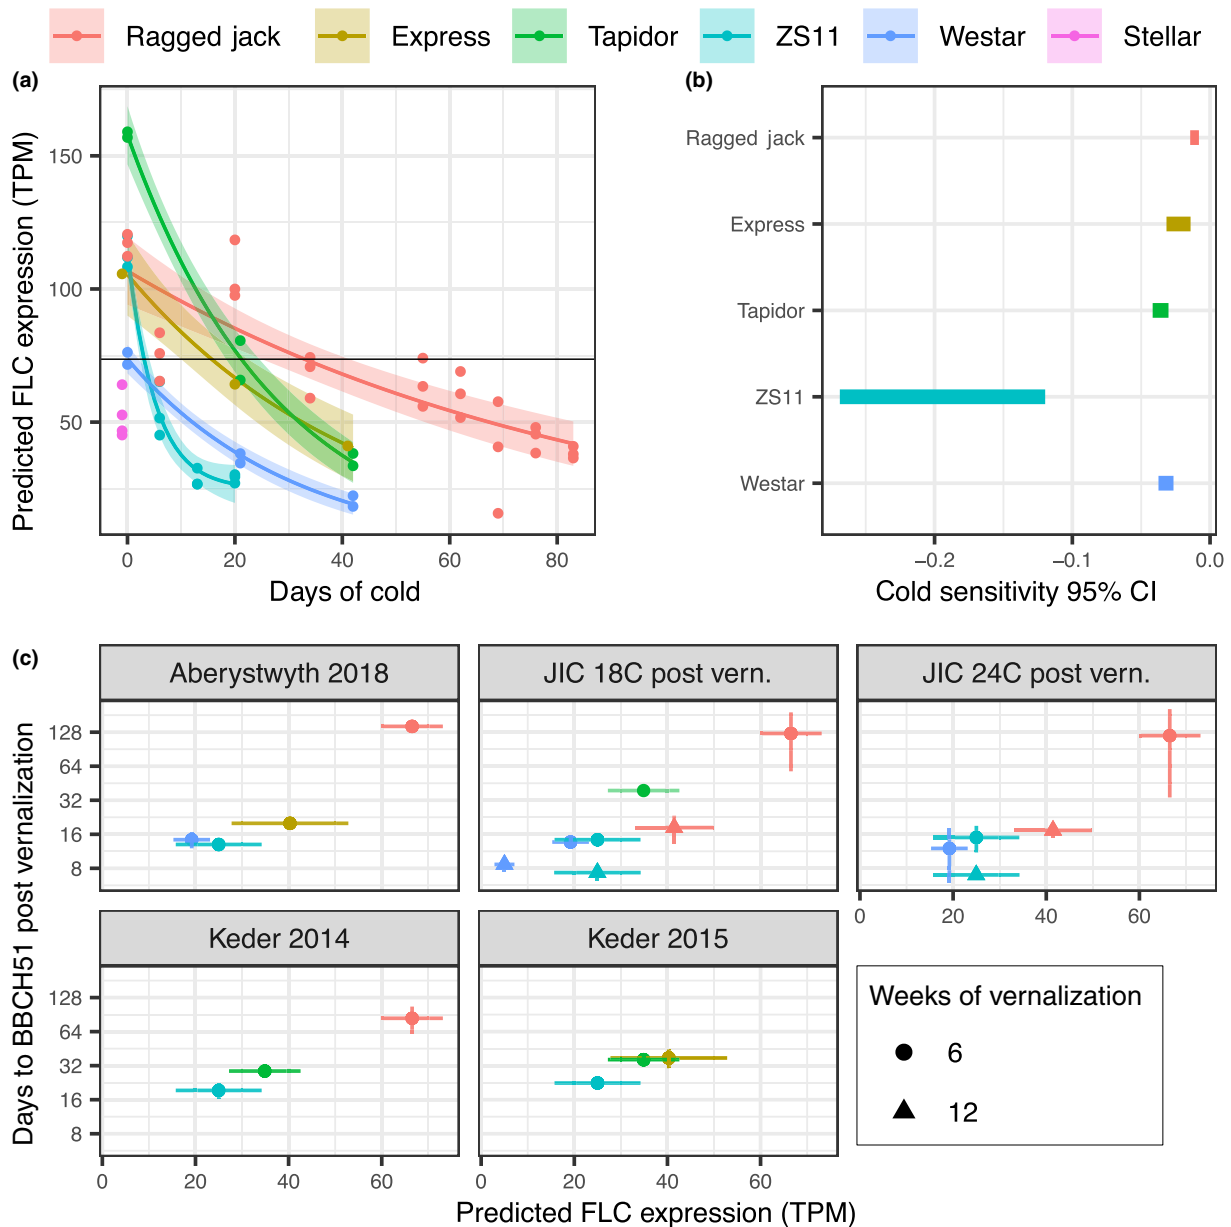 Ragged jack Express Tapidor ZS11 Westar Stellar
(a)
Predicted FLC expression (TPM)
150
100
50
0 20 40 60 80
Days of cold
(b)
Ragged jack
Express
Tapidor
ZS11
Westar
−0.2 −0.1 0.0
Cold sensitivity 95% CI
(c)
Days to BBCH51 post vernalization
Aberystwyth 2018 JIC 18C post vern. JIC 24C post vern.
128
64
32
16
8
0 20 40 60
Keder 2014 Keder 2015
128
64
32
16
8
0 20 40 60 0 20 40 60
Predicted FLC expression (TPM)
Weeks of vernalization
6
12